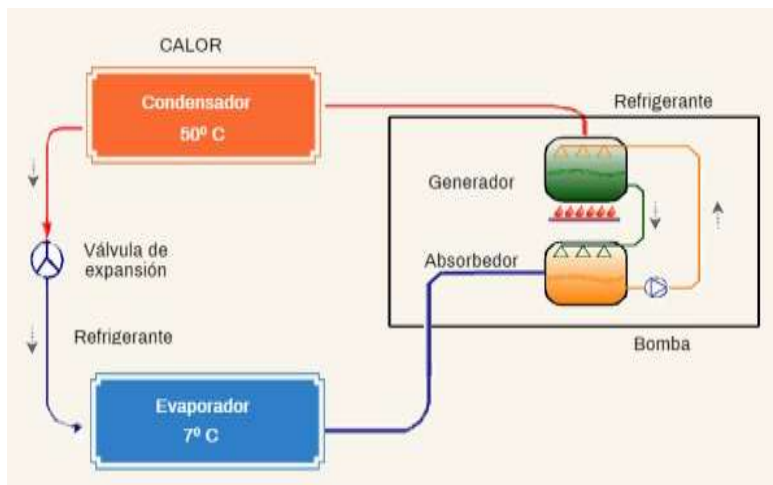 CALOR
Condensador
50º C
Refrigerante
Generador
Válvula de
expansión
Absorbedor
Refrigerante
Bomba
Evaporador
7º C